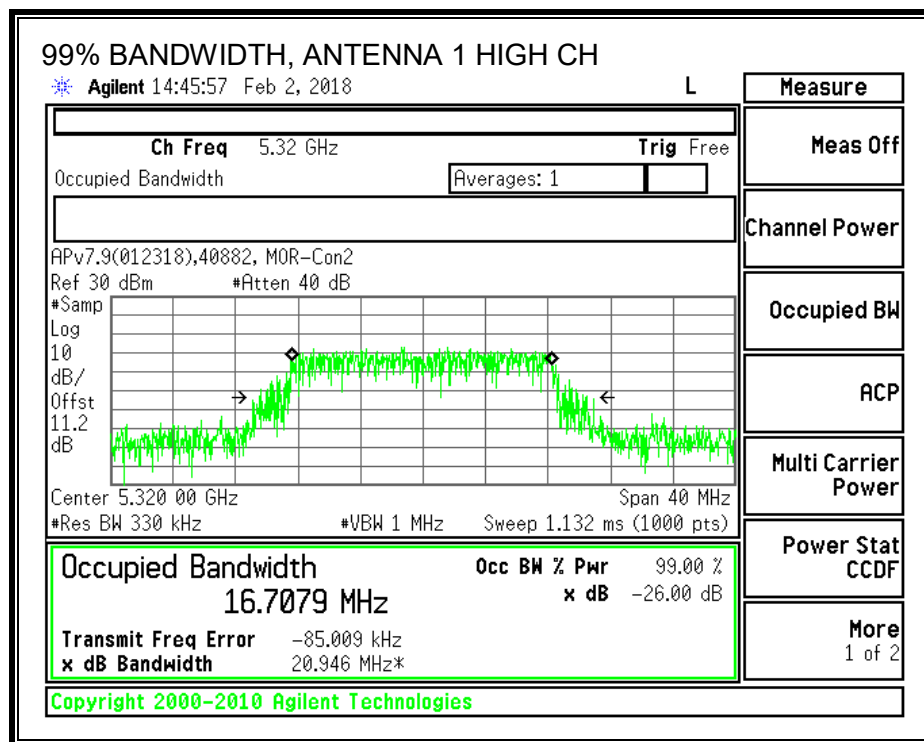 99% BANDWIDTH, ANTENNA 1 HIGH CH
Agilent 14:45:57 Feb 2, 2018 L
Measure
Ch Freq 5.32 GHz Trig Free
Occupied Bandwidth Averages: 1
APv7.9(012318),40882, MOR-Con2
Ref 30 dBm #Atten 40 dB
#Samp
Log
10
dB/
Offst
11.2
dB
Center 5.320 00 GHz Span 40 MHz
#Res BW 330 kHz #VBW 1 MHz Sweep 1.132 ms (1000 pts)
Occupied Bandwidth Occ BW % Pwr 99.00 %
16.7079 MHz x dB -26.00 dB
Transmit Freq Error -85.009 kHz
x dB Bandwidth 20.946 MHz*
Copyright 2000-2010 Agilent Technologies
Meas Off
Channel Power
Occupied BW
ACP
Multi Carrier
Power
Power Stat
CCDF
More
1 of 2